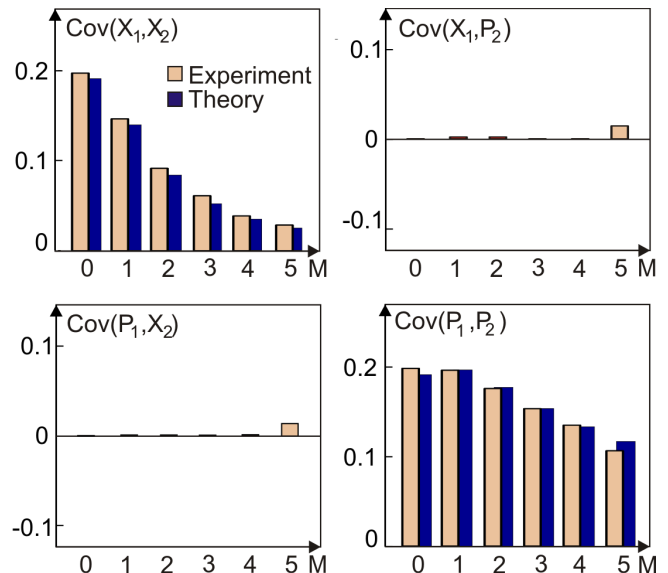 Cov(X₁,X₂)
0.2
0.1
0
Experiment
Theory
0 1 2 3 4 5 M
Cov(X₁,P₂)
0.1
0
-0.1
0 1 2 3 4 5 M
Cov(P₁,X₂)
0.1
0
-0.1
0 1 2 3 4 5 M
Cov(P₁,P₂)
0.2
0.1
0
0 1 2 3 4 5 M